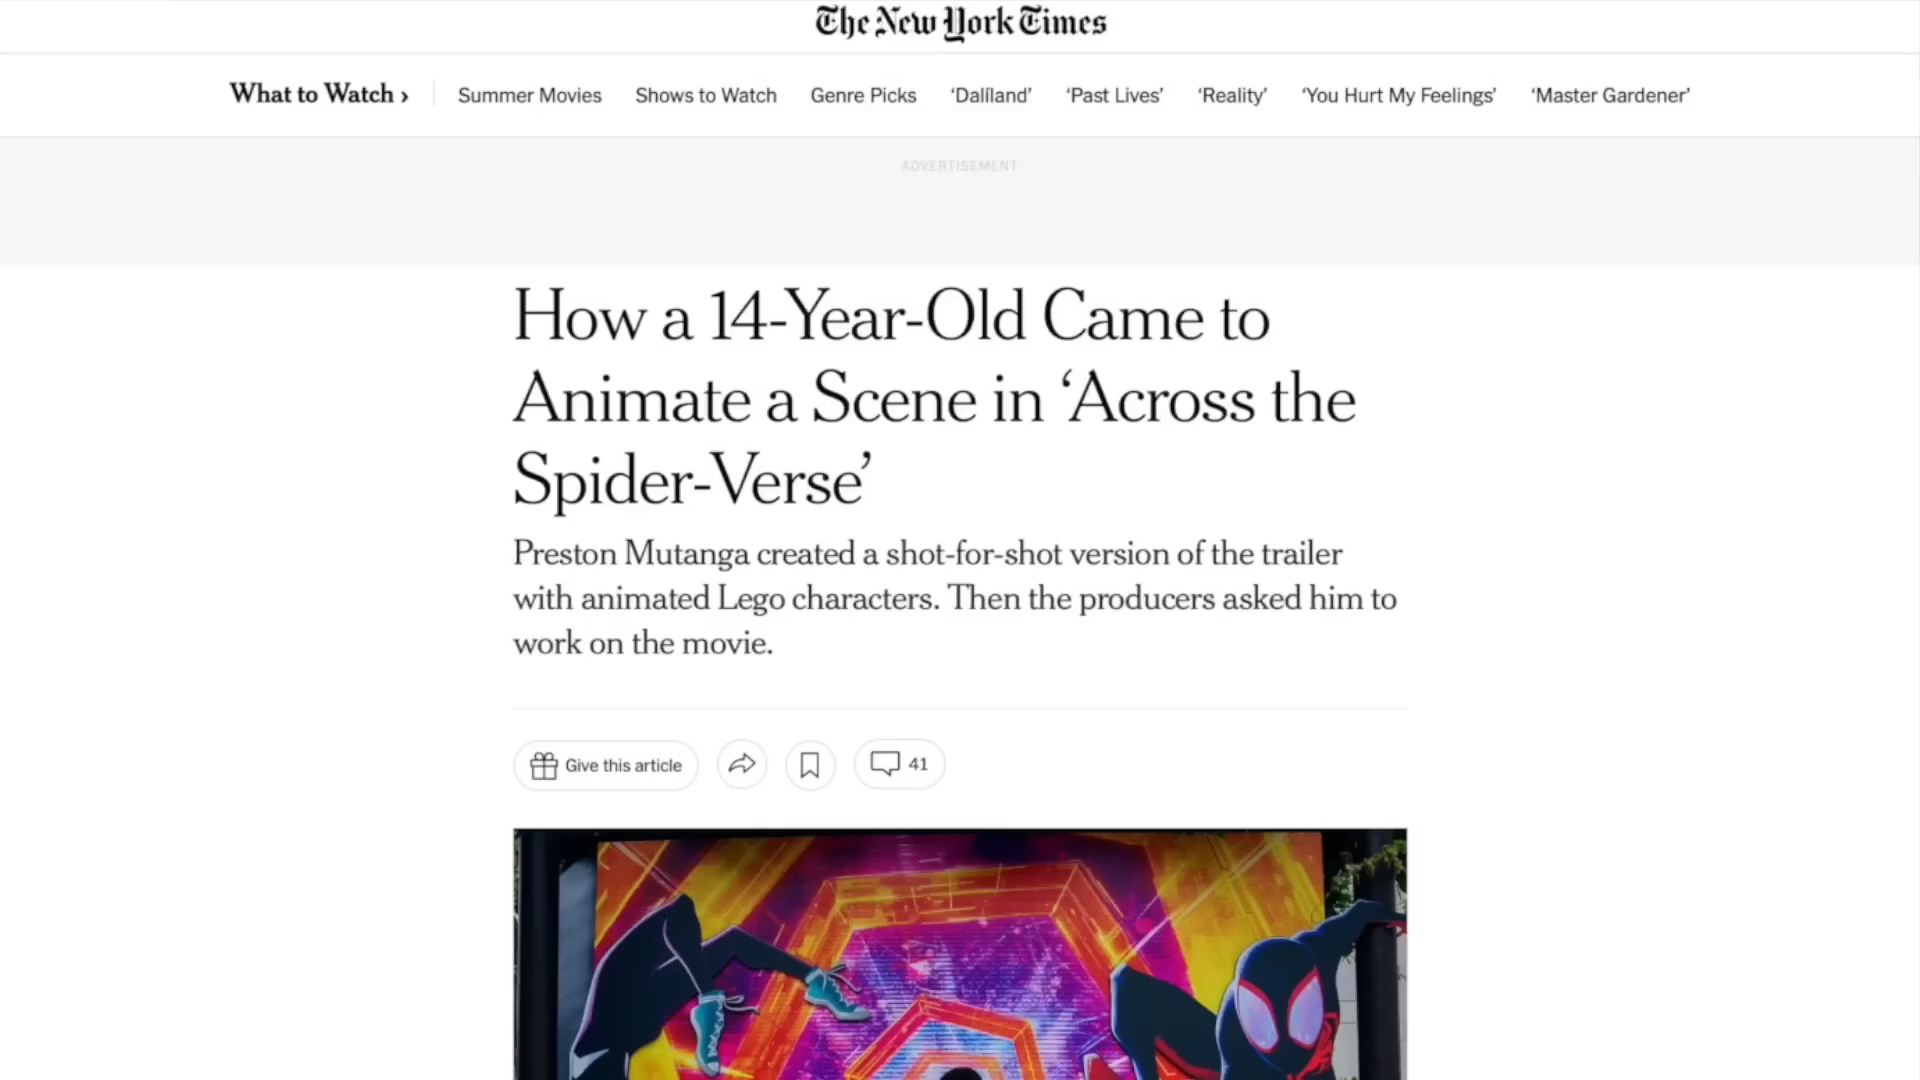 The New York Times
What to Watch ›
Summer Movies
Shows to Watch
Genre Picks
‘Dalíland’
‘Past Lives’
‘Reality’
‘You Hurt My Feelings’
‘Master Gardener’
ADVERTISEMENT
How a 14-Year-Old Came to
Animate a Scene in ‘Across the
Spider-Verse’
Preston Mutanga created a shot-for-shot version of the trailer
with animated Lego characters. Then the producers asked him to
work on the movie.
Give this article
41